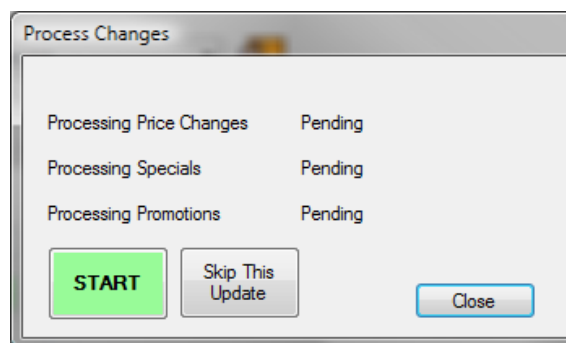 Process Changes
Processing Price Changes Pending
Processing Specials Pending
Processing Promotions Pending
START
Skip This
Update
Close